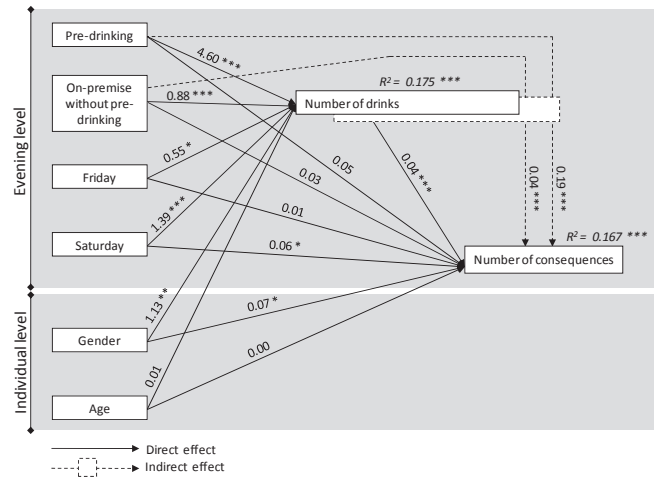 Evening level
Pre-drinking
4.60 ***
R² = 0.175 ***
On-premise
without pre-
drinking
0.88 ***
Number of drinks
0.55 *
Friday
0.05
0.04 ***
0.03
0.04 ***
0.19 ***
1.39 ***
0.01
Saturday
0.06 *
R² = 0.167 ***
Number of consequences
Individual level
1.13 **
0.07 *
Gender
0.00
0.01
Age
Direct effect
Indirect effect